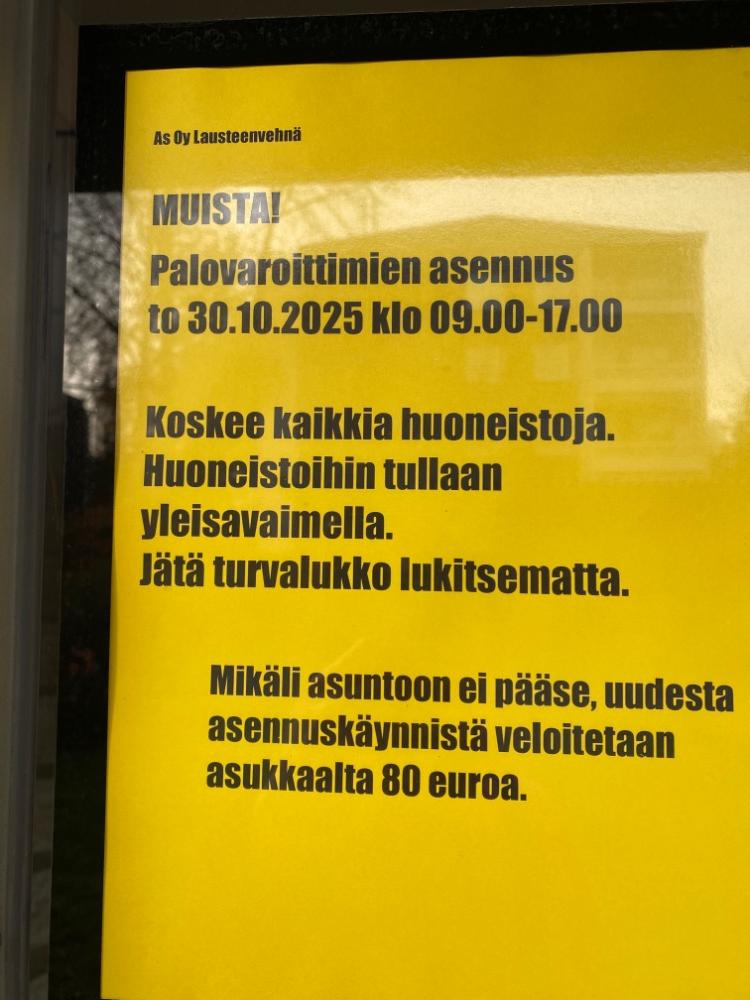 As Oy Lausteenvehnä
MUISTA!
Palovaroittimien asennus
to 30.10.2025 klo 09.00-17.00
Koskee kaikkia huoneistoja.
Huoneistoihin tullaan
yleisavaimella.
Jätä turvalukko lukitsematta.
Mikäli asuntoon ei pääse, uudesta
asennuskäynnistä veloitetaan
asukkaalta 80 euroa.